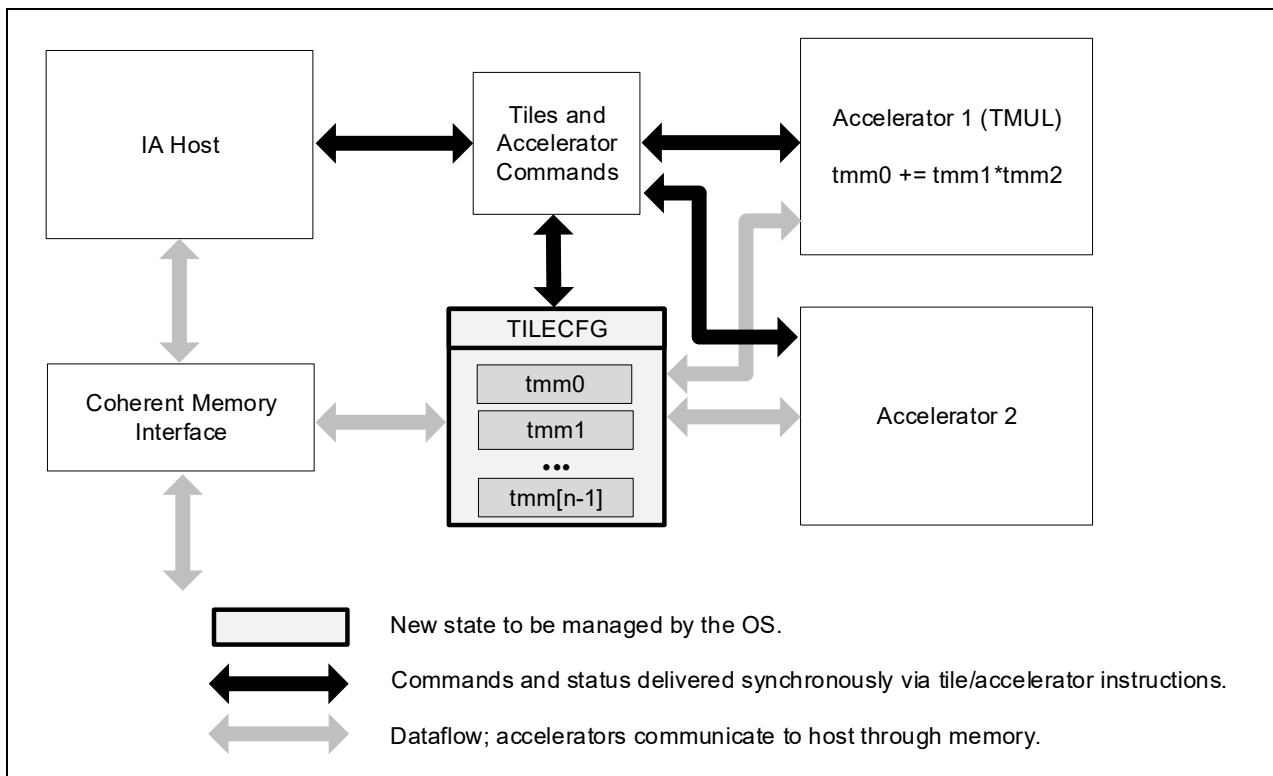 IA Host
Tiles and
Accelerator
Commands
Accelerator 1 (TMUL)
tmm0 += tmm1*tmm2
Coherent Memory
Interface
TILECFG
tmm0
tmm1
•••
tmm[n-1]
Accelerator 2
New state to be managed by the OS.
Commands and status delivered synchronously via tile/accelerator instructions.
Dataflow; accelerators communicate to host through memory.